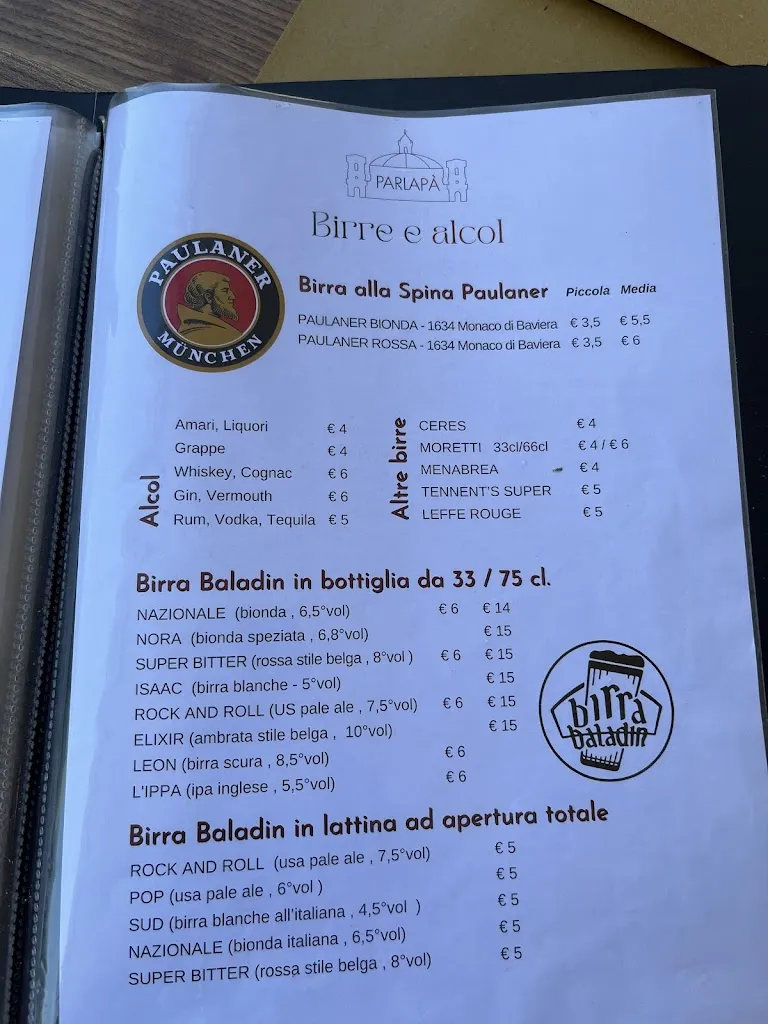 PARLAPÀ
Birre e alcol
PAULANER
MÜNCHEN
Birra alla Spina Paulaner Piccola Media
PAULANER BIONDA - 1634 Monaco di Baviera € 3,5 € 5,5
PAULANER ROSSA - 1634 Monaco di Baviera € 3,5 € 6
Alcol
Amari, Liquori € 4
Grappe € 4
Whiskey, Cognac € 6
Gin, Vermouth € 6
Rum, Vodka, Tequila € 5
Altre birre
CERES € 4
MORETTI 33cl/66cl € 4 / € 6
MENABREA € 4
TENNENT'S SUPER € 5
LEFFE ROUGE € 5
Birra Baladin in bottiglia da 33 / 75 cl.
NAZIONALE (bionda , 6,5°vol) € 6 € 14
NORA (bionda speziata , 6,8°vol) € 15
SUPER BITTER (rossa stile belga , 8°vol ) € 6 € 15
ISAAC (birra blanche - 5°vol) € 15
ROCK AND ROLL (US pale ale , 7,5°vol) € 6 € 15
ELIXIR (ambrata stile belga , 10°vol) € 15
LEON (birra scura , 8,5°vol) € 6
L'IPPA (ipa inglese , 5,5°vol) € 6
birra
baladin
Birra Baladin in lattina ad apertura totale
ROCK AND ROLL (usa pale ale , 7,5°vol) € 5
POP (usa pale ale , 6°vol ) € 5
SUD (birra blanche all'italiana , 4,5°vol ) € 5
NAZIONALE (bionda italiana , 6,5°vol) € 5
SUPER BITTER (rossa stile belga , 8°vol) € 5